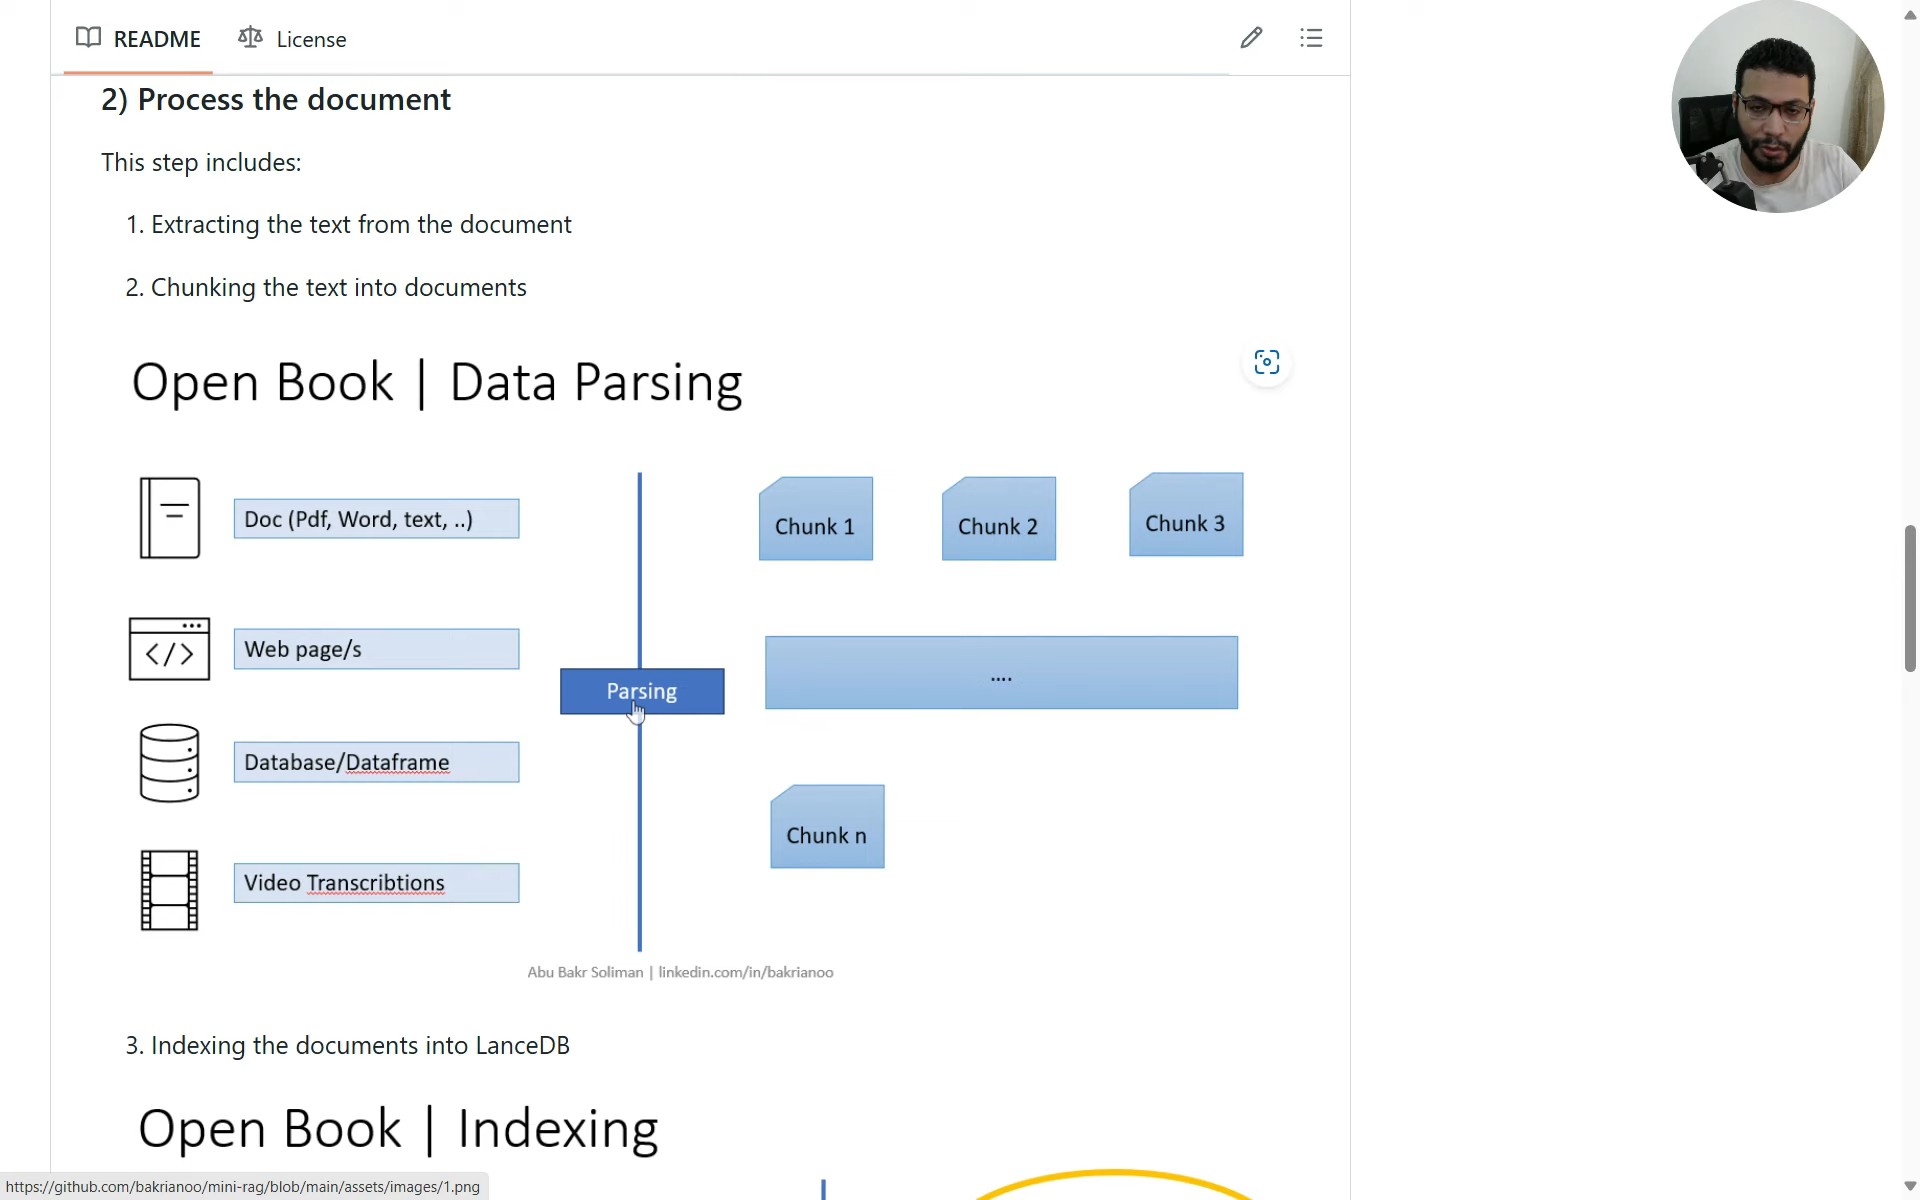 README
License
2) Process the document
This step includes:
1. Extracting the text from the document
2. Chunking the text into documents
Open Book | Data Parsing
Doc (Pdf, Word, text, ..)
Chunk 1
Chunk 2
Chunk 3
Web page/s
Parsing
....
Database/Dataframe
Chunk n
Video Transcribtions
Abu Bakr Soliman | linkedin.com/in/bakrianoo
3. Indexing the documents into LanceDB
Open Book | Indexing
https://github.com/bakrianoo/mini-rag/blob/main/assets/images/1.png